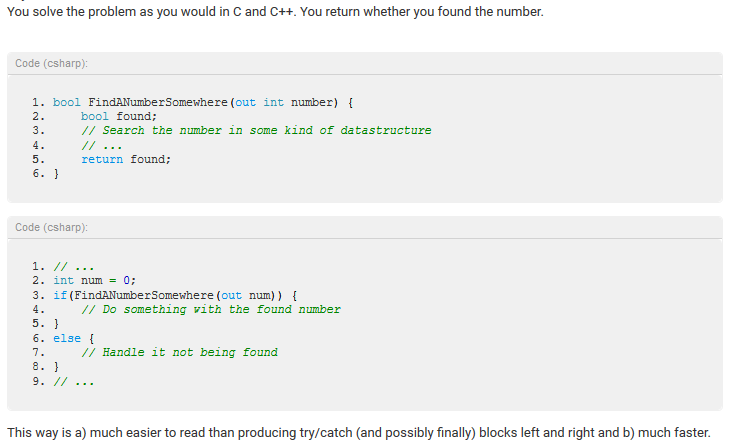 You solve the problem as you would in C and C++. You return whether you found the number.
Code (csharp):
1. bool FindANumberSomewhere(out int number) {
2.     bool found;
3.     // Search the number in some kind of datastructure
4.     // ...
5.     return found;
6. }
Code (csharp):
1. // ...
2. int num = 0;
3. if(FindANumberSomewhere(out num)) {
4.     // Do something with the found number
5. }
6. else {
7.     // Handle it not being found
8. }
9. // ...
This way is a) much easier to read than producing try/catch (and possibly finally) blocks left and right and b) much faster.